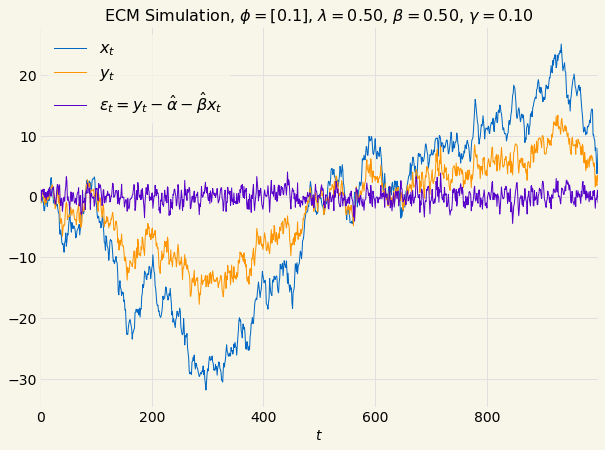 ECM Simulation, ϕ = [0.1], λ = 0.50, β = 0.50, γ = 0.10
x_t
y_t
ε_t = y_t − α̂ − β̂x_t
20
10
0
−10
−20
−30
0 200 400 600 800
t